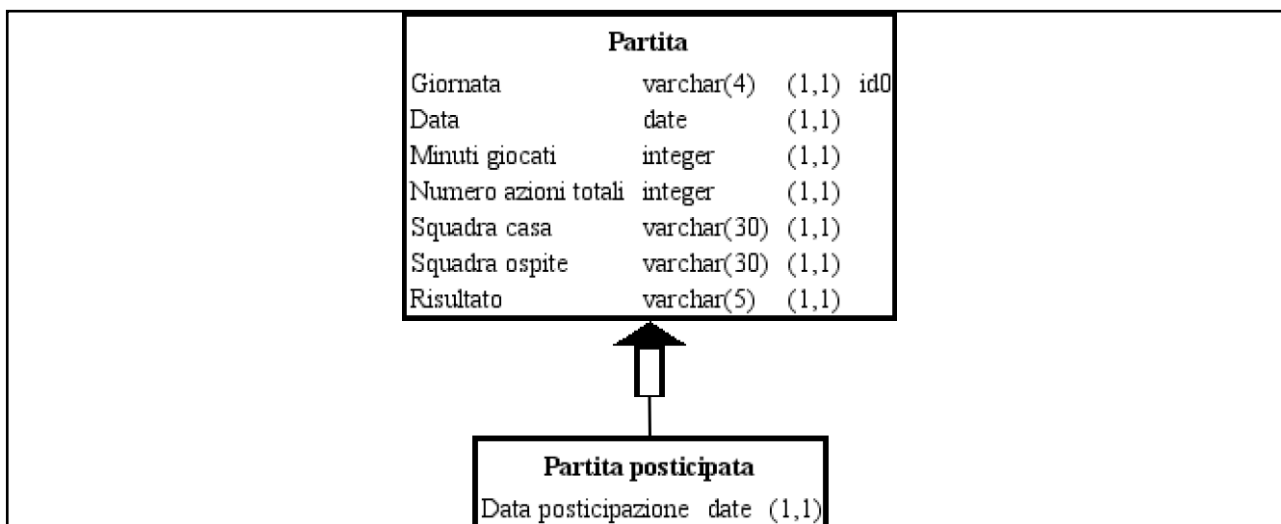 Partita
Giornata varchar(4) (1,1) id0
Data date (1,1)
Minuti giocati integer (1,1)
Numero azioni totali integer (1,1)
Squadra casa varchar(30) (1,1)
Squadra ospite varchar(30) (1,1)
Risultato varchar(5) (1,1)
Partita posticipata
Data posticipazione date (1,1)